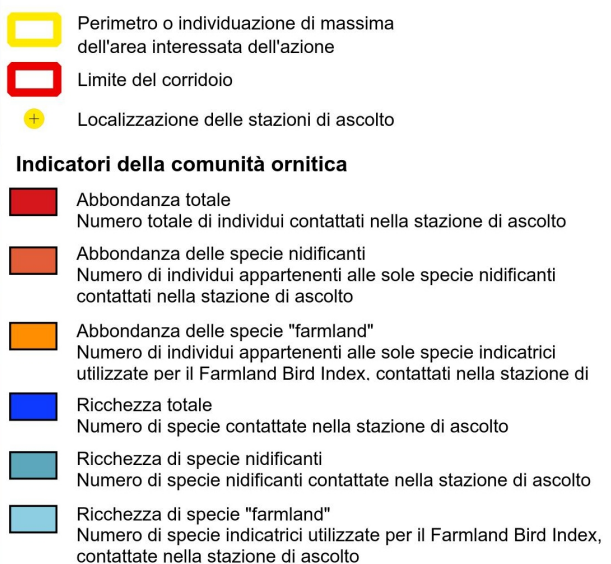 Perimetro o individuazione di massima
dell'area interessata dell'azione
Limite del corridoio
Localizzazione delle stazioni di ascolto
Indicatori della comunità ornitica
Abbondanza totale
Numero totale di individui contattati nella stazione di ascolto
Abbondanza delle specie nidificanti
Numero di individui appartenenti alle sole specie nidificanti
contattati nella stazione di ascolto
Abbondanza delle specie "farmland"
Numero di individui appartenenti alle sole specie indicatrici
utilizzate per il Farmland Bird Index, contattati nella stazione di
Ricchezza totale
Numero di specie contattate nella stazione di ascolto
Ricchezza di specie nidificanti
Numero di specie nidificanti contattate nella stazione di ascolto
Ricchezza di specie "farmland"
Numero di specie indicatrici utilizzate per il Farmland Bird Index,
contattate nella stazione di ascolto